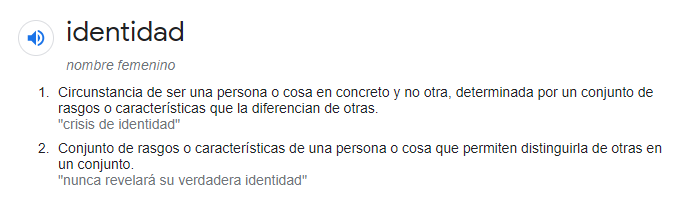 identidad
nombre femenino
1. Circunstancia de ser una persona o cosa en concreto y no otra, determinada por un conjunto de
rasgos o características que la diferencian de otras.
"crisis de identidad"
2. Conjunto de rasgos o características de una persona o cosa que permiten distinguirla de otras en
un conjunto.
"nunca revelará su verdadera identidad"